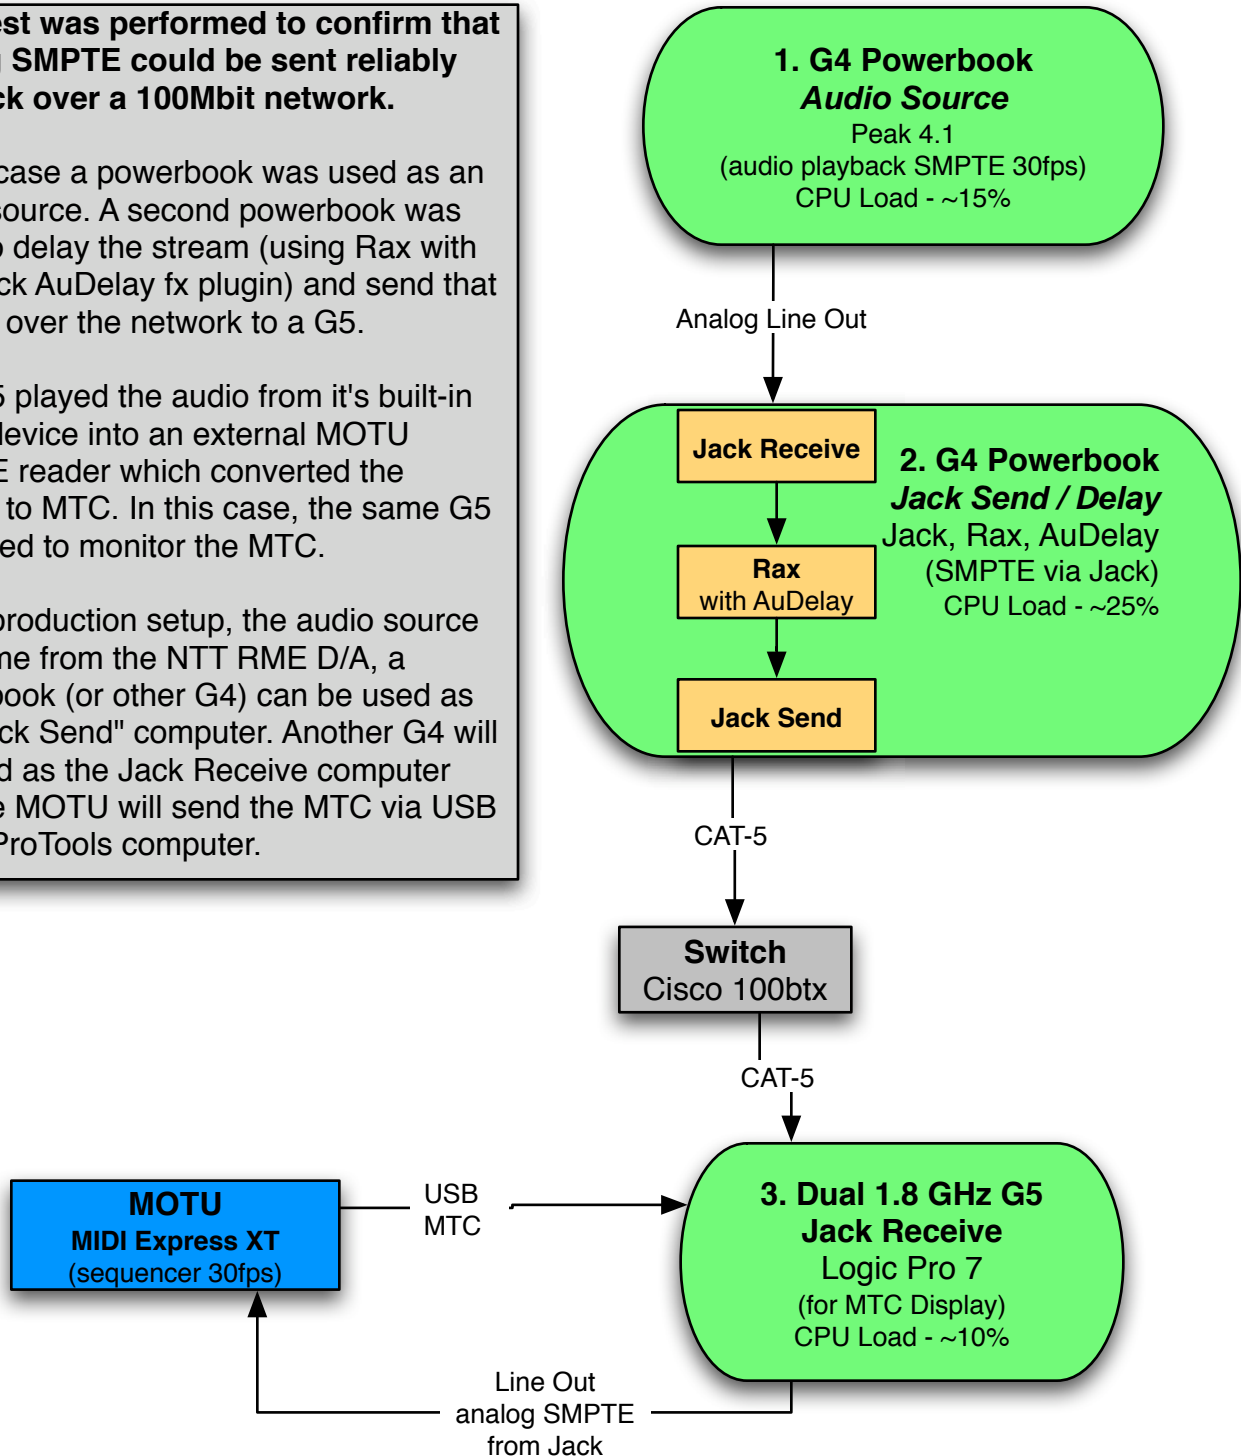 est was performed to confirm that
SMPTE could be sent reliably
ck over a 100Mbit network.
case a powerbook was used as an
source. A second powerbook was
o delay the stream (using Rax with
ck AuDelay fx plugin) and send that
over the network to a G5.
5 played the audio from it's built-in
device into an external MOTU
E reader which converted the
to MTC. In this case, the same G5
ed to monitor the MTC.
production setup, the audio source
me from the NTT RME D/A, a
book (or other G4) can be used as
ck Send" computer. Another G4 will
d as the Jack Receive computer
e MOTU will send the MTC via USB
ProTools computer.
1. G4 Powerbook
Audio Source
Peak 4.1
(audio playback SMPTE 30fps)
CPU Load - ~15%
Analog Line Out
Jack Receive
Rax
with AuDelay
Jack Send
2. G4 Powerbook
Jack Send / Delay
Jack, Rax, AuDelay
(SMPTE via Jack)
CPU Load - ~25%
CAT-5
Switch
Cisco 100btx
CAT-5
3. Dual 1.8 GHz G5
Jack Receive
Logic Pro 7
(for MTC Display)
CPU Load - ~10%
USB
MTC
MOTU
MIDI Express XT
(sequencer 30fps)
Line Out
analog SMPTE
from Jack